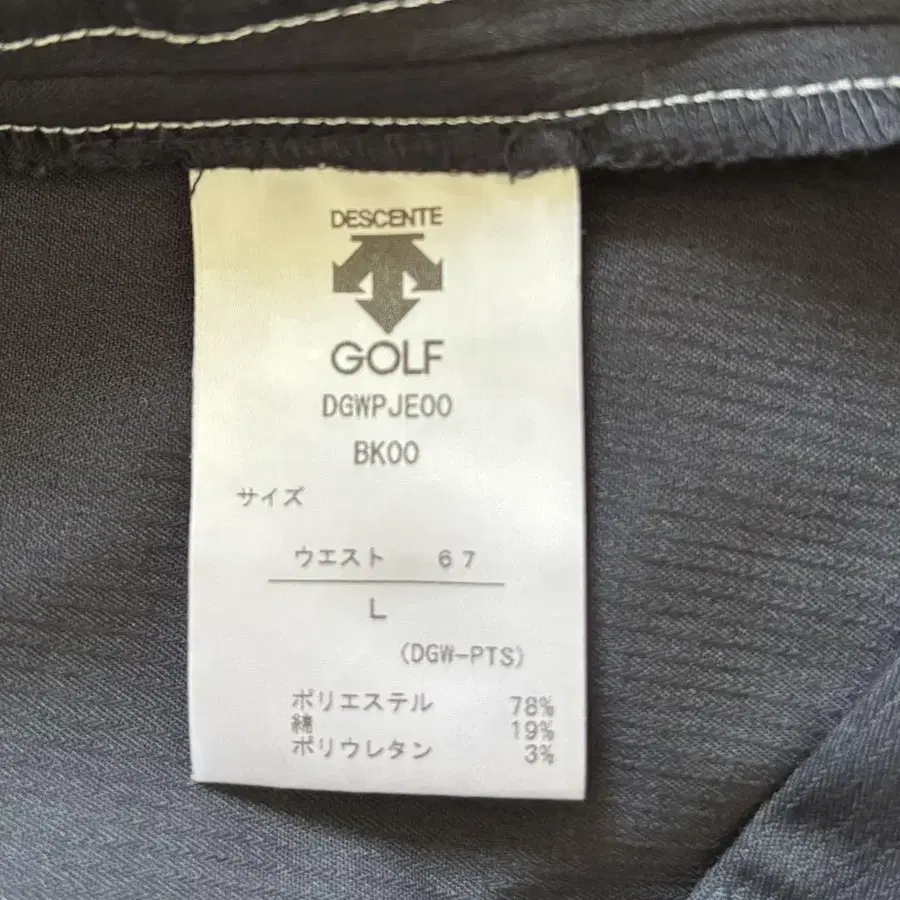 DESCENTE
GOLF
DGWPJE00
BK00
サイズ
ウエスト 67
L
(DGW-PTS)
ポリエステル 78%
綿 19%
ポリウレタン 3%